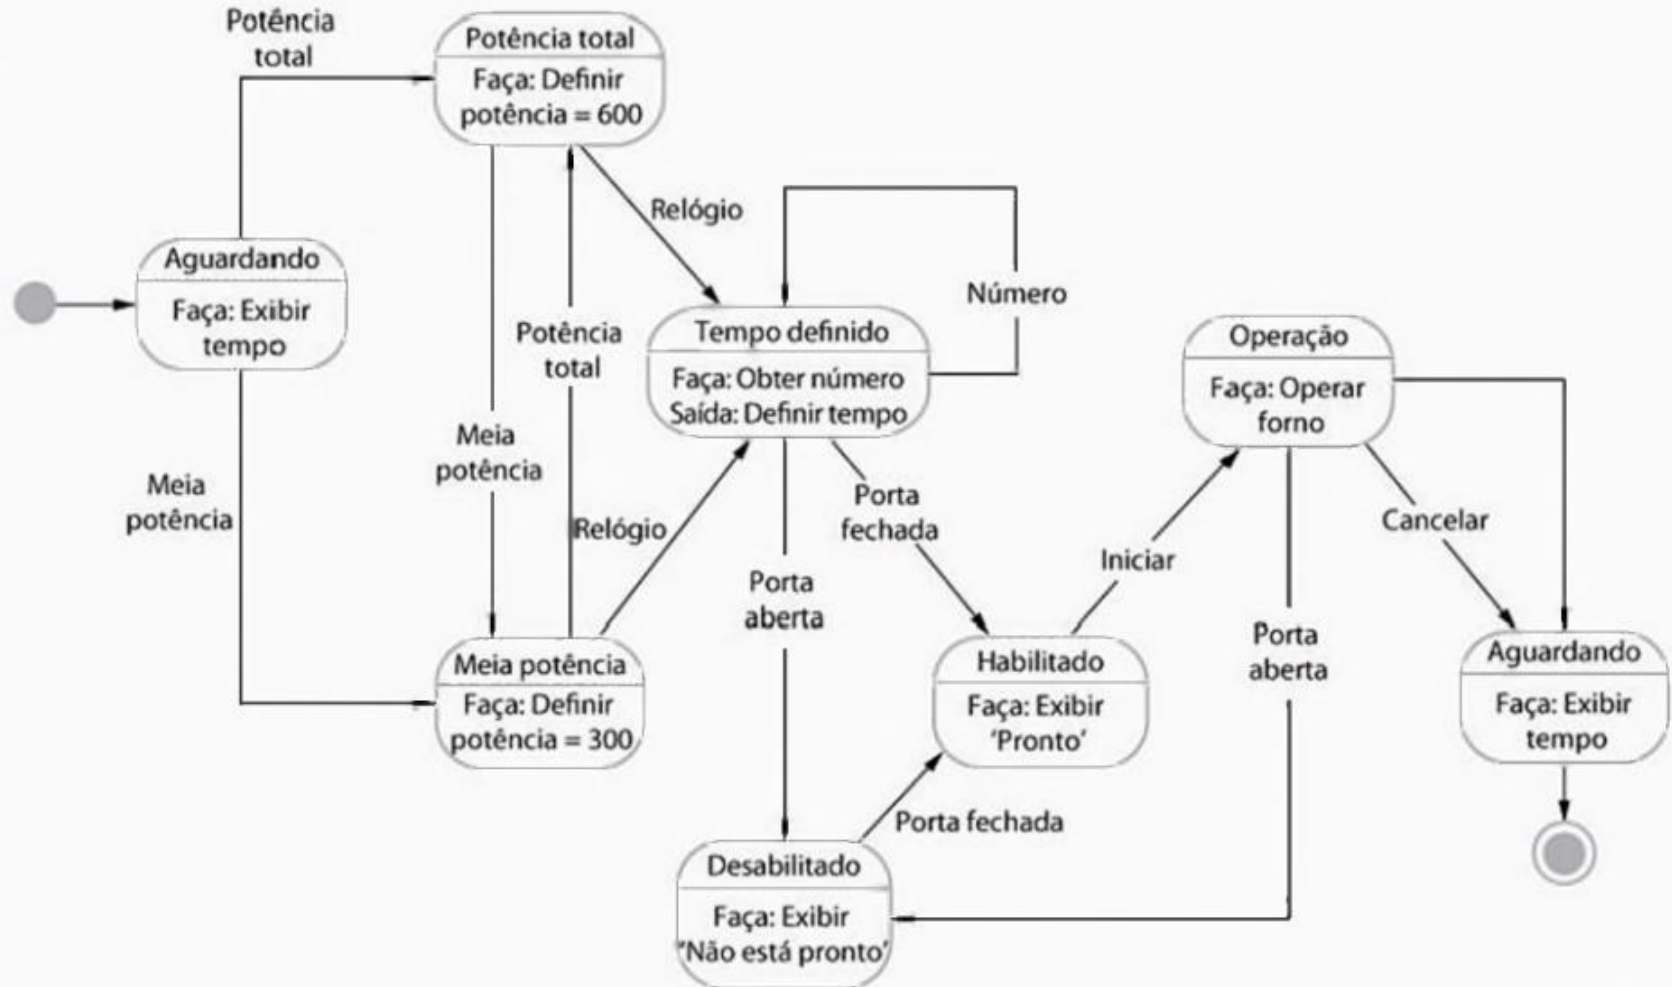 Potência
total
Potência total
Faça: Definir
potência = 600
Relógio
Aguardando
Faça: Exibir
tempo
Número
Potência
total
Tempo definido
Faça: Obter número
Saída: Definir tempo
Operação
Faça: Operar
forno
Meia
potência
Meia
potência
Relógio
Porta
fechada
Cancelar
Iniciar
Porta
aberta
Porta
aberta
Meia potência
Faça: Definir
potência = 300
Habilitado
Faça: Exibir
‘Pronto’
Aguardando
Faça: Exibir
tempo
Porta fechada
Desabilitado
Faça: Exibir
‘Não está pronto’